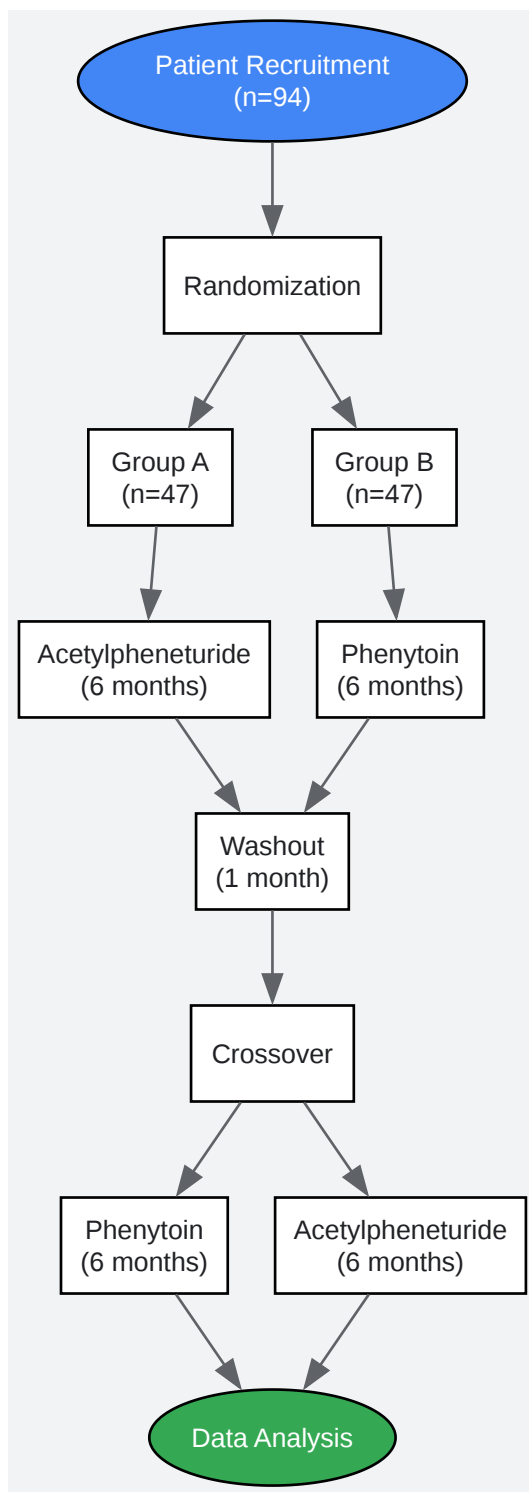 Patient Recruitment
(n=94)
Randomization
Group A
(n=47)
Group B
(n=47)
Acetylpheneturide
(6 months)
Phenytoin
(6 months)
Washout
(1 month)
Crossover
Phenytoin
(6 months)
Acetylpheneturide
(6 months)
Data Analysis